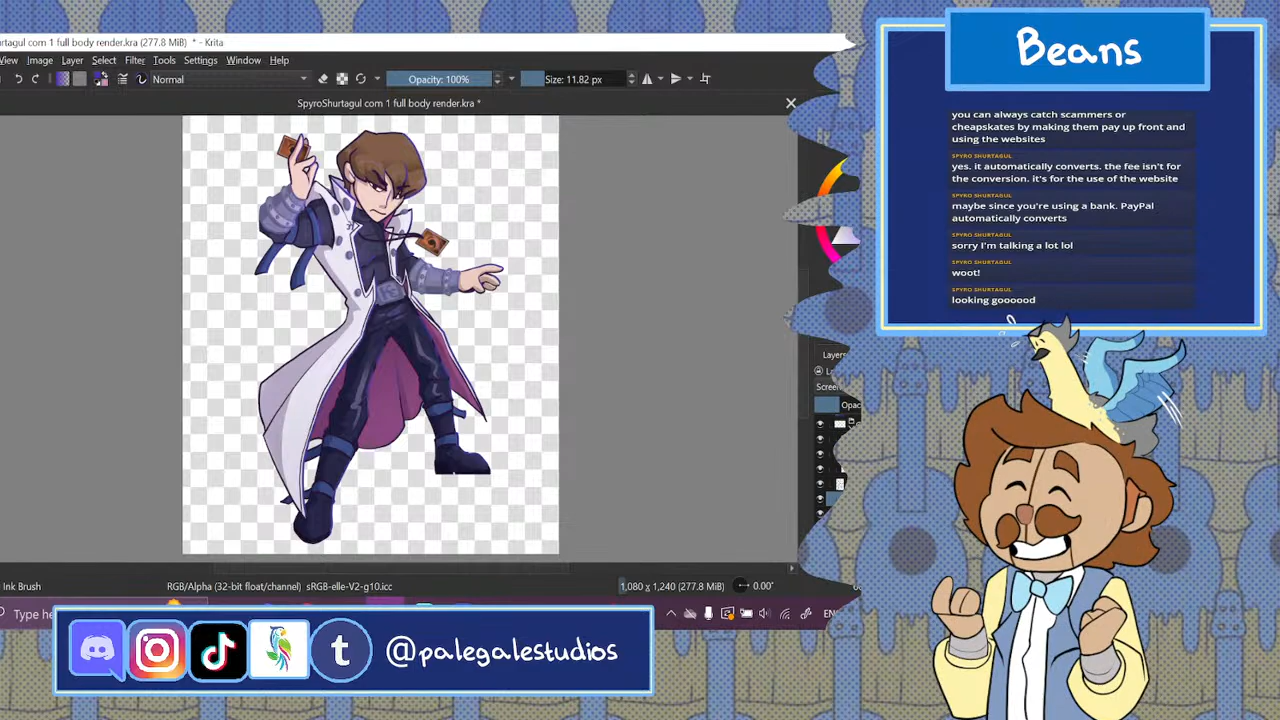 urtagul com 1 full body render.kra (277.8 MiB) * - Krita
View Image Layer Select Filter Tools Settings Window Help
Normal Opacity: 100% Size: 11.82 px
SpyroShurtagul com 1 full body render.kra *
Beans
you can always catch scammers or
cheapskates by making them pay up front and
using the websites
SPYRO SHURTAGUL
yes. it automatically converts. the fee isn't for
the conversion. it's for the use of the website
SPYRO SHURTAGUL
maybe since you're using a bank. PayPal
automatically converts
SPYRO SHURTAGUL
sorry I'm talking a lot lol
SPYRO SHURTAGUL
woot!
SPYRO SHURTAGUL
looking goooood
Layers
Opac
Ink Brush RGB/Alpha (32-bit float/channel) sRGB-elle-V2-g10.icc 1,080 x 1,240 (277.8 MiB) 0.00°
Type he
t @palegalestudios